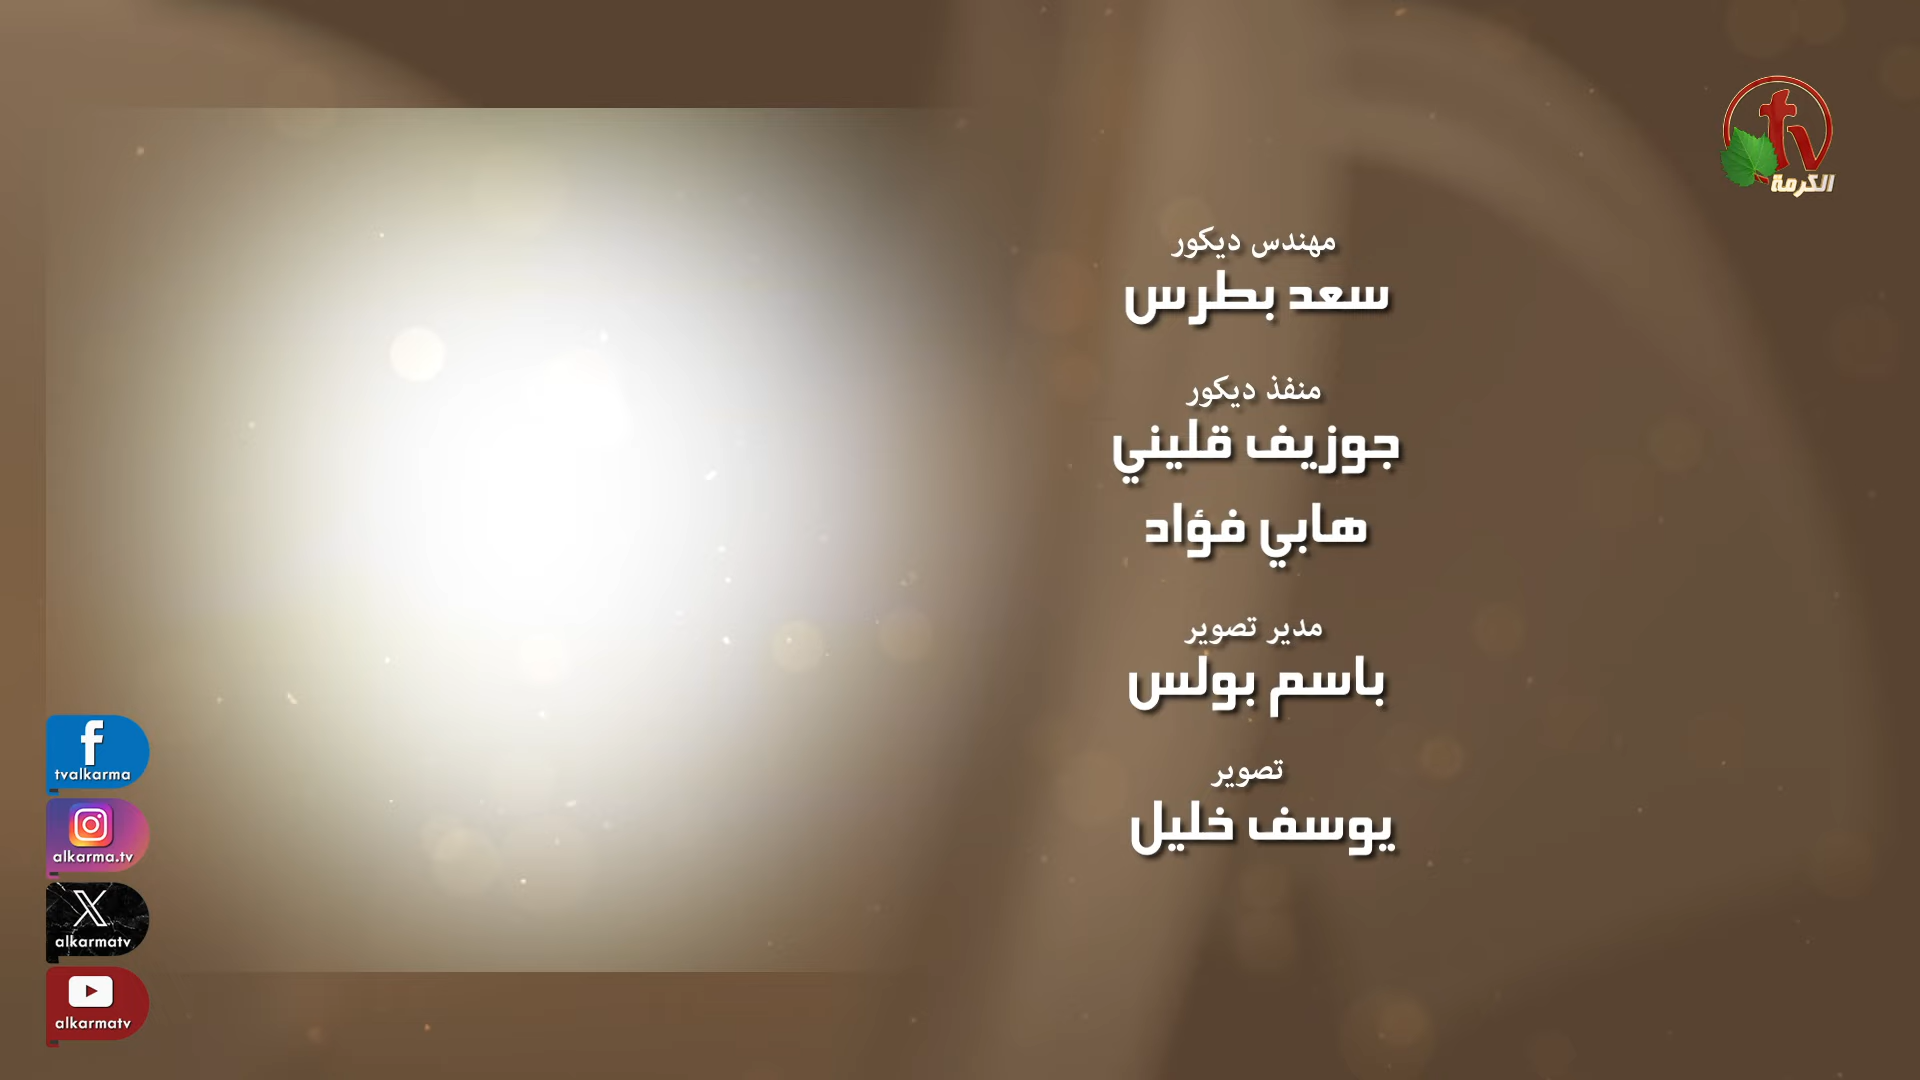 tv
الكرمة
مهندس ديكور
سعد بطرس
منفذ ديكور
جوزيف قليني
هابي فؤاد
مدير تصوير
باسم بولس
تصوير
يوسف خليل
tvalkarma
alkarma.tv
alkarmatv
alkarmatv